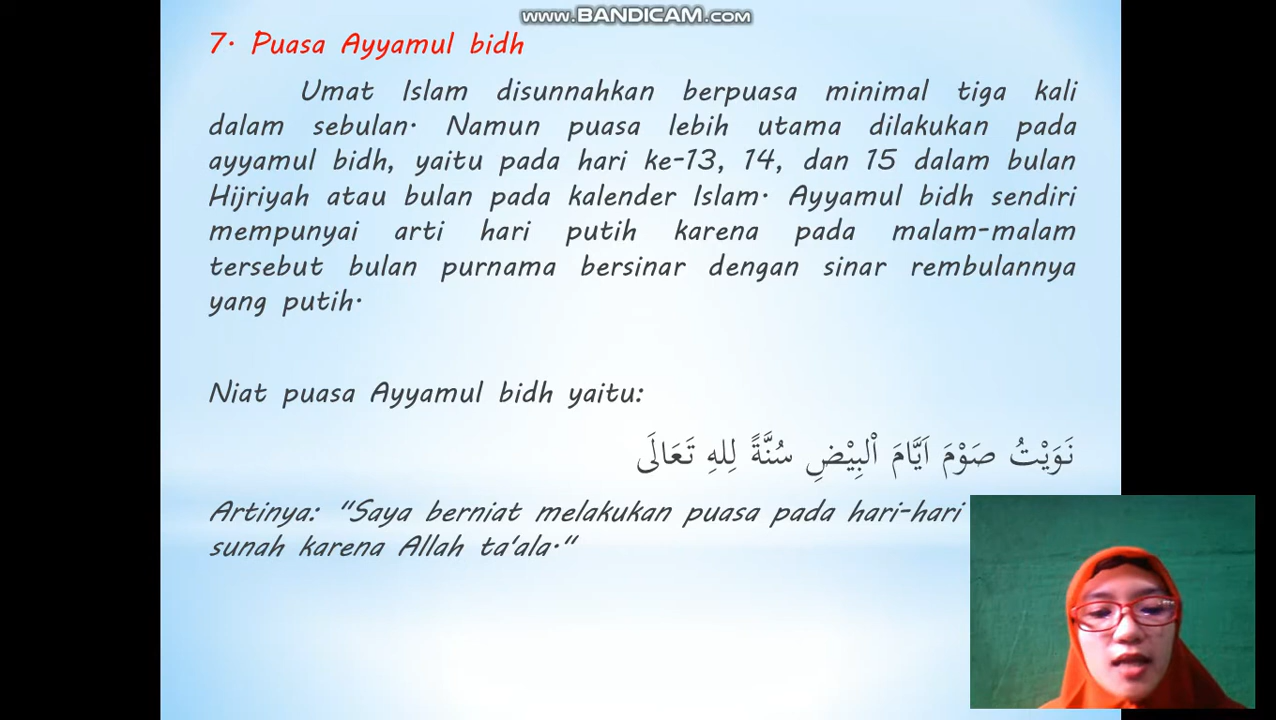 www.BANDICAM.com
7. Puasa Ayyamul bidh
Umat Islam disunnahkan berpuasa minimal tiga kali
dalam sebulan. Namun puasa lebih utama dilakukan pada
ayyamul bidh, yaitu pada hari ke-13, 14, dan 15 dalam bulan
Hijriyah atau bulan pada kalender Islam. Ayyamul bidh sendiri
mempunyai arti hari putih karena pada malam-malam
tersebut bulan purnama bersinar dengan sinar rembulannya
yang putih.
Niat puasa Ayyamul bidh yaitu:
نَوَيْتُ صَوْمَ اَيَّامَ الْبِيْضِ سُنَّةً لِلهِ تَعَالَى
Artinya: "Saya berniat melakukan puasa pada hari-hari
sunah karena Allah ta'ala."